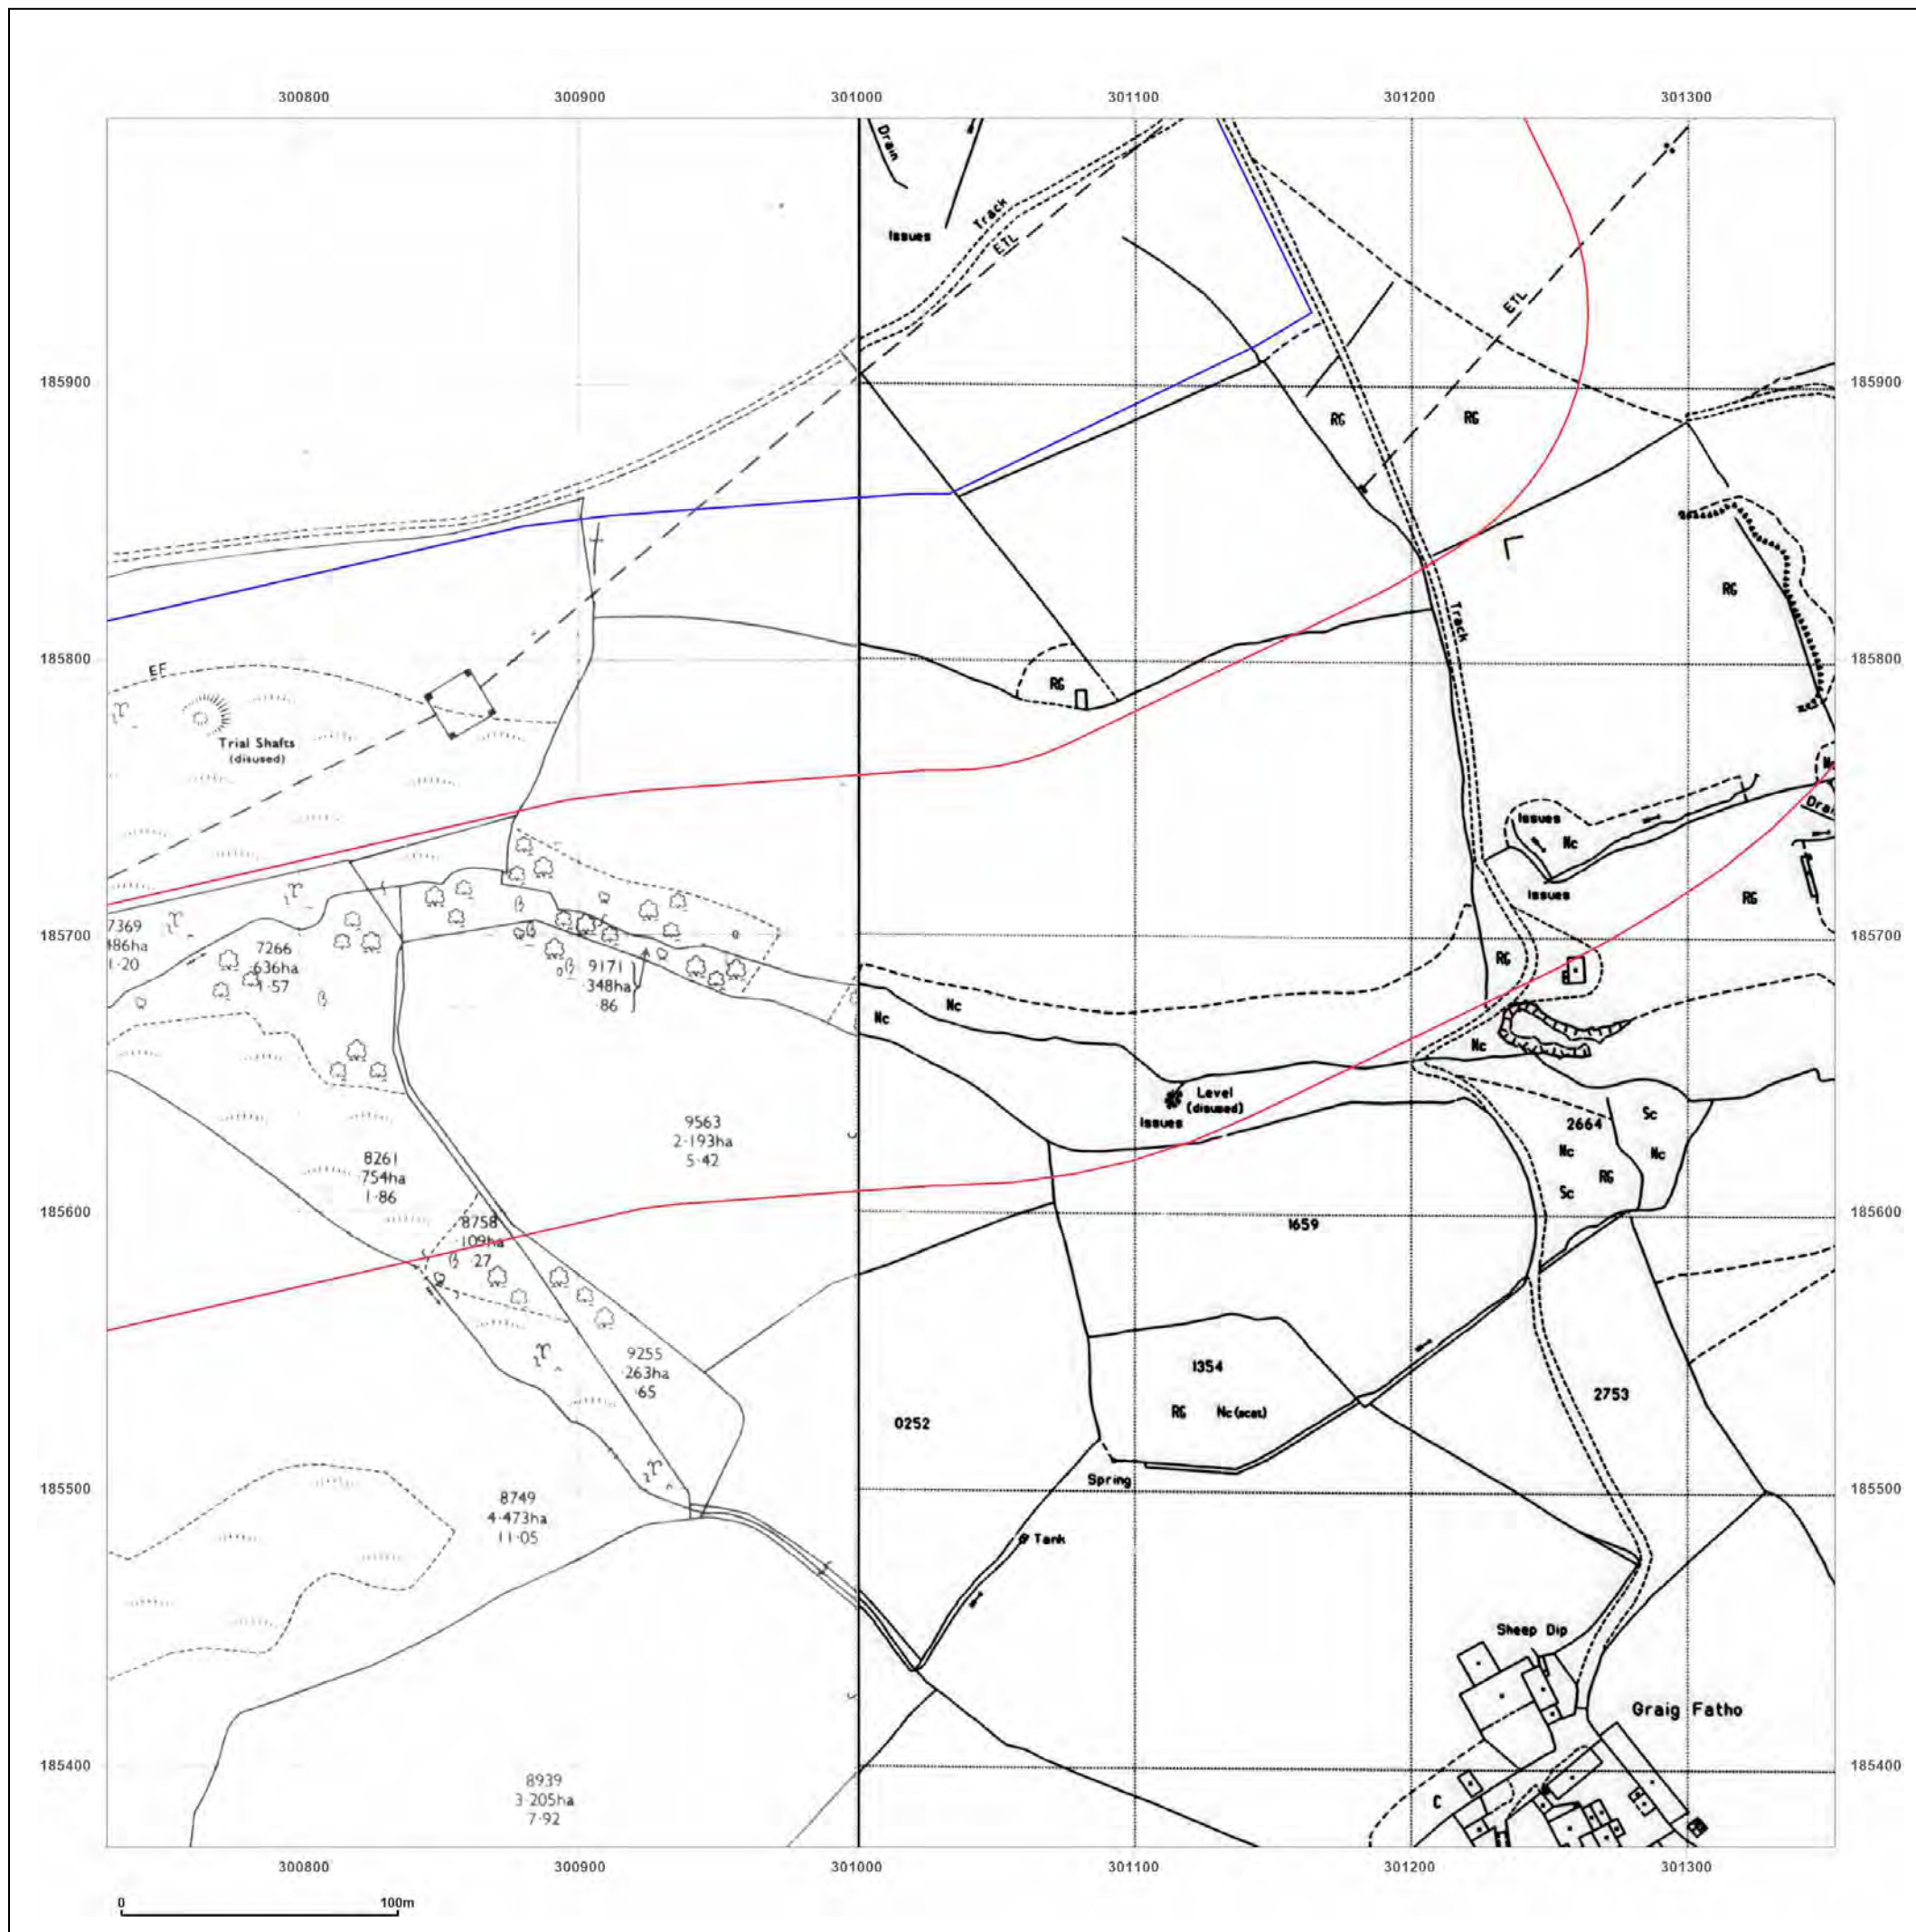 300800 300900 301000 301100 301200 301300
Drain
Track
Issues
ETL
ETL
185900 185900
RG RG
RG
Track
185800 185800
EF
RG
Trial Shafts
(disused)
Issues
Nc
Drai
Issues
RG
7369
486ha
1·20
185700 185700
7266
·636ha
1·57
9171
·348ha
·86
RG
Nc
Nc
Nc
Level
(disused)
Issues
9563
2·193ha
5·42
2664
Sc
Nc
Nc
RG
Sc
8261
·754ha
1·86
185600 185600
8758
·109ha
·27
1659
9255
·263ha
·65
1354
RG Nc(scat)
2753
0252
Spring
185500 185500
8749
4·473ha
11·05
Tank
Sheep Dip
Graig Fatho
185400 185400
8939
3·205ha
7·92
C
300800 300900 301000 301100 301200 301300
0 100m